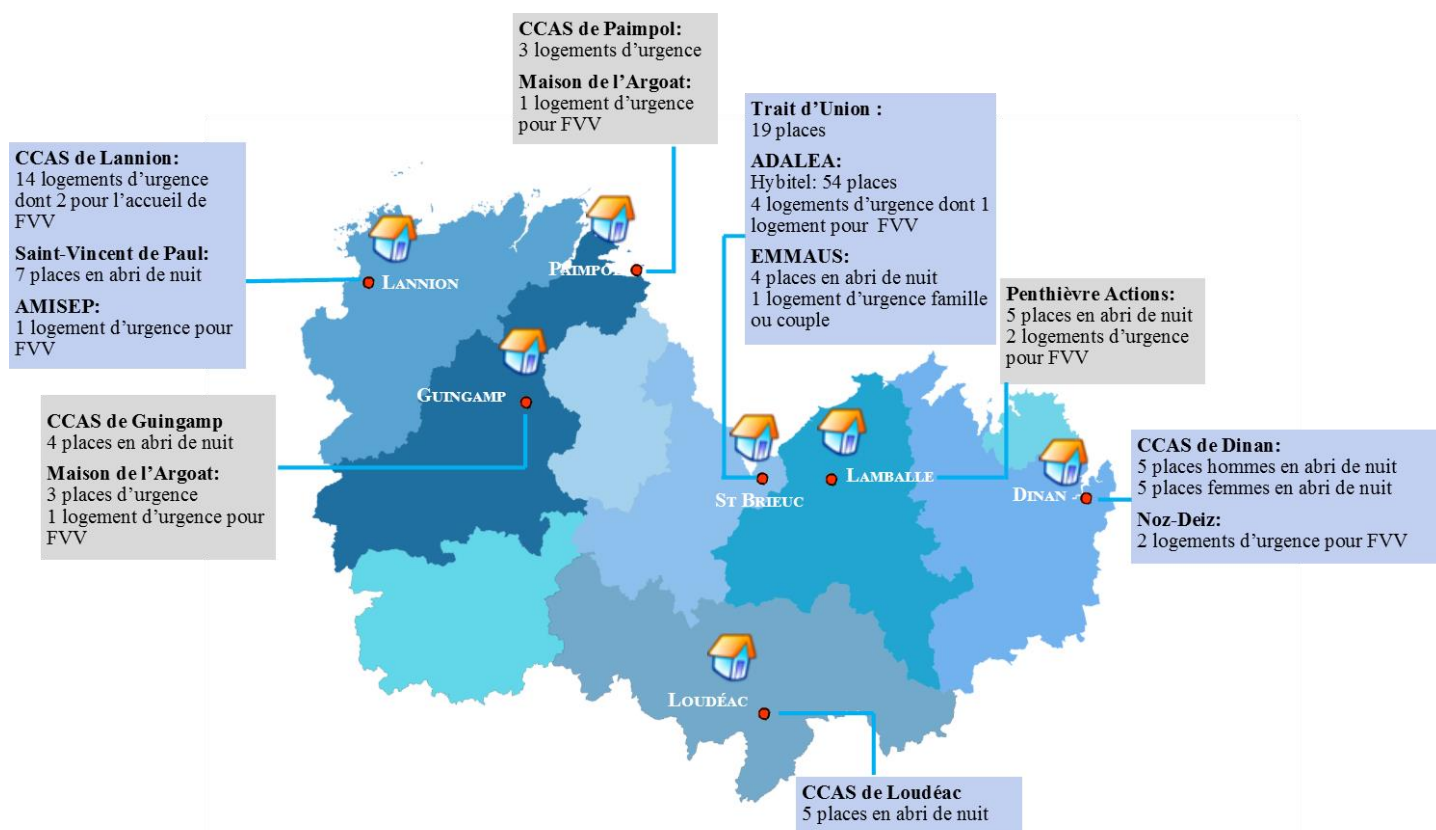 CCAS de Paimpol:
3 logements d’urgence
Maison de l’Argoat:
1 logement d’urgence
pour FVV
Trait d’Union :
19 places
ADALEA:
Hybitel: 54 places
4 logements d’urgence dont 1
logement pour FVV
EMMAUS:
4 places en abri de nuit
1 logement d’urgence famille
ou couple
CCAS de Lannion:
14 logements d’urgence
dont 2 pour l’accueil de
FVV
Saint-Vincent de Paul:
7 places en abri de nuit
AMISEP:
1 logement d’urgence pour
FVV
Penthièvre Actions:
5 places en abri de nuit
2 logements d’urgence
pour FVV
CCAS de Guingamp
4 places en abri de nuit
Maison de l’Argoat:
3 places d’urgence
1 logement d’urgence pour
FVV
CCAS de Dinan:
5 places hommes en abri de nuit
5 places femmes en abri de nuit
Noz-Deiz:
2 logements d’urgence pour FVV
CCAS de Loudéac
5 places en abri de nuit
LANNION
PAIMPOL
GUINGAMP
ST BRIEUC
LAMBALLE
DINAN
LOUDÉAC